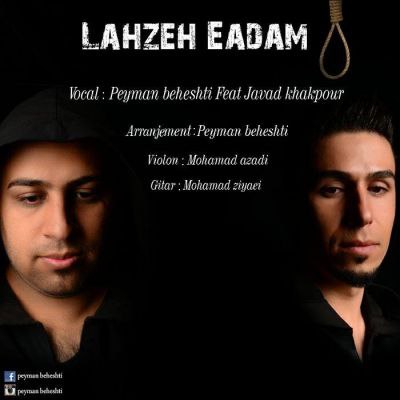 LAHZEH EADAM
Vocal : Peyman beheshti Feat Javad khakpour
Arranjement : Peyman beheshti
Violon : Mohamad azadi
Gitar ; Mohamad ziyaei
peyman beheshti
peyman beheshti